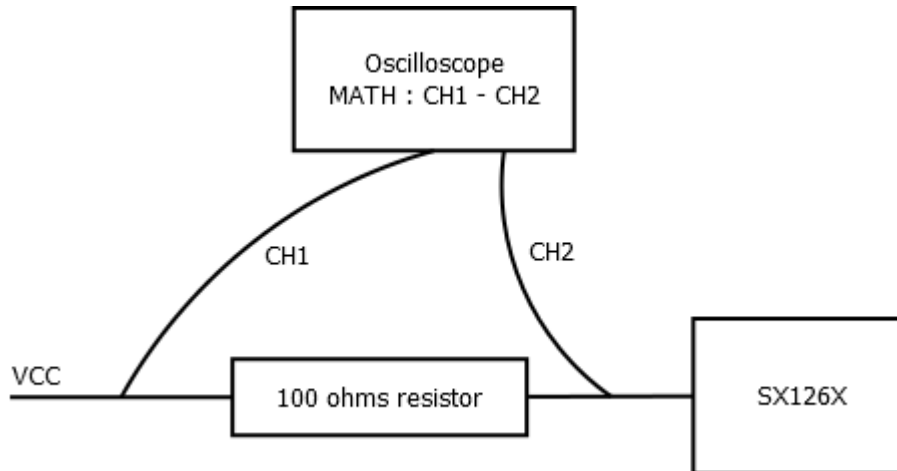 Oscilloscope
MATH : CH1 - CH2
CH1
CH2
VCC
100 ohms resistor
SX126X